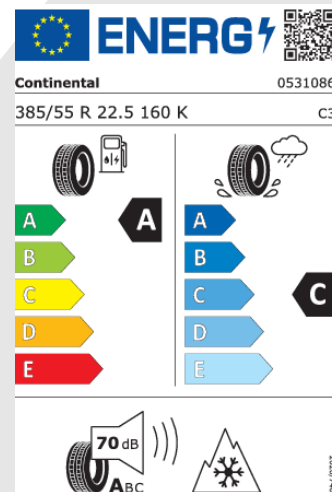 ENERG
Continental
0531086
385/55 R 22.5 160 K
C3
A
B
C
D
E
A
A
B
C
D
E
C
70 dB
ABC